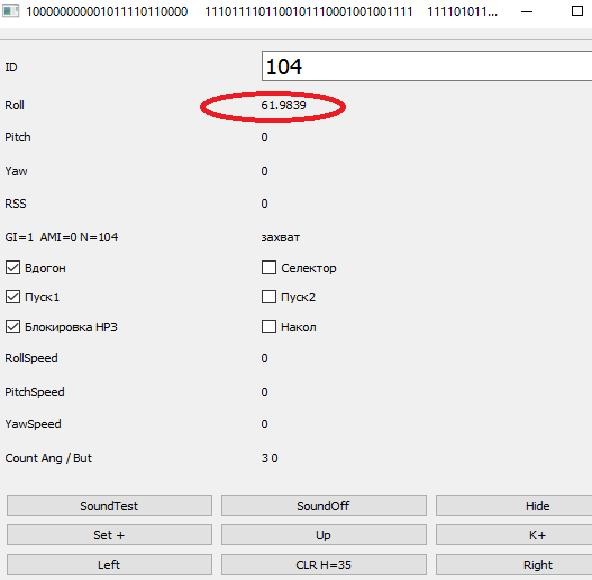 10000000001011110110000 1110111101100101110001001001111 111101011...
ID 104
Roll 61.9839
Pitch 0
Yaw 0
RSS 0
GI=1 AMI=0 N=104 захват
Вдогон Селектор
Пуск1 Пуск2
Блокировка НРЗ Накол
RollSpeed 0
PitchSpeed 0
YawSpeed 0
Count Ang / But 3 0
SoundTest SoundOff Hide
Set + Up K+
Left CLR H=35 Right